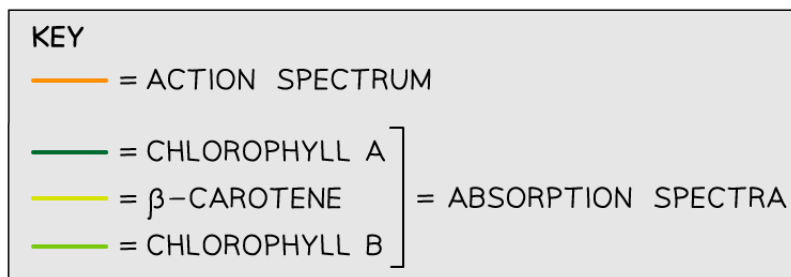 KEY
= ACTION SPECTRUM
= CHLOROPHYLL A
= β-CAROTENE
= ABSORPTION SPECTRA
= CHLOROPHYLL B